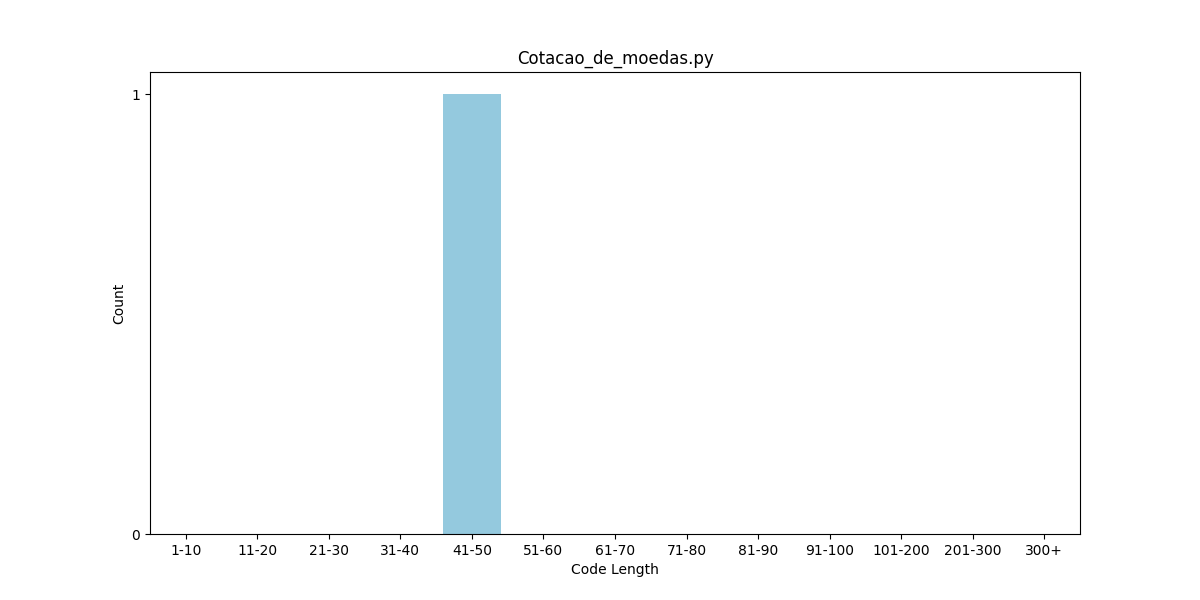 Cotacao_de_moedas.py
1
Count
0
1-10 11-20 21-30 31-40 41-50 51-60 61-70 71-80 81-90 91-100 101-200 201-300 300+
Code Length